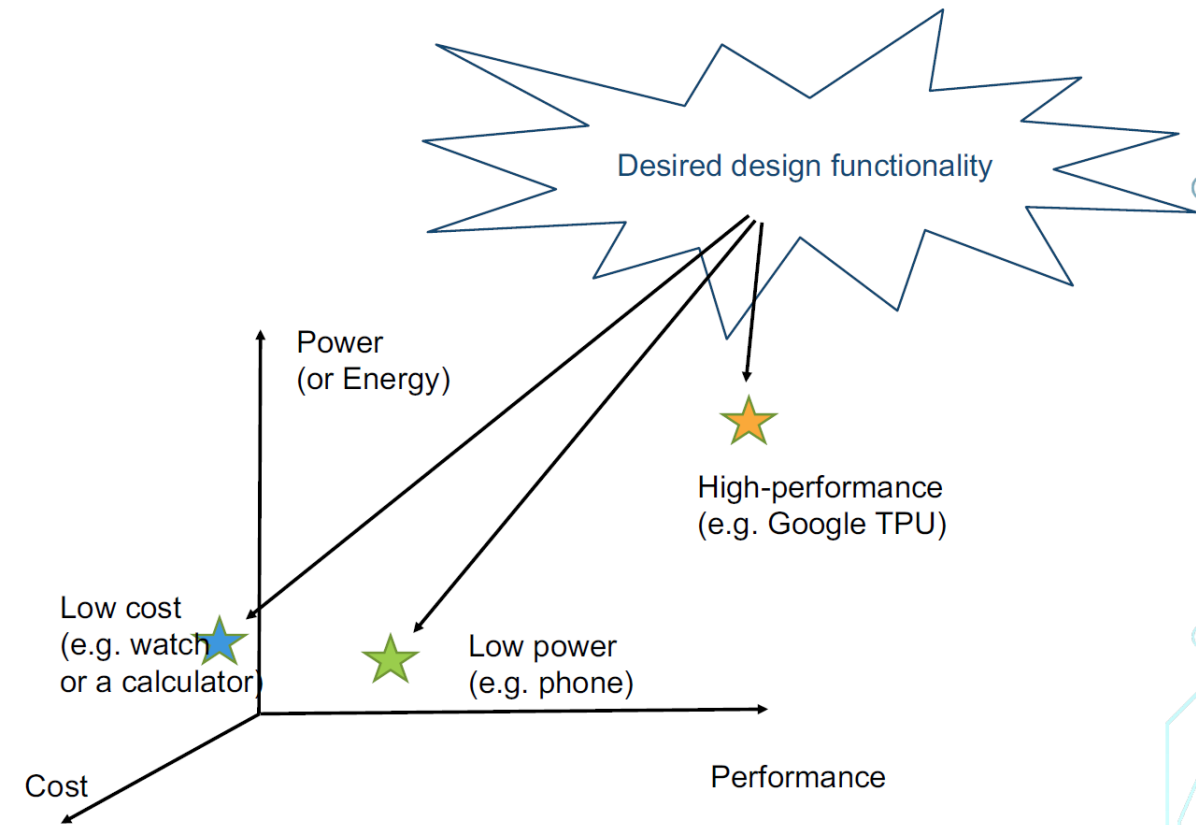 Desired design functionality
Power
(or Energy)
High-performance
(e.g. Google TPU)
Low cost
(e.g. watch
or a calculator)
Low power
(e.g. phone)
Cost
Performance